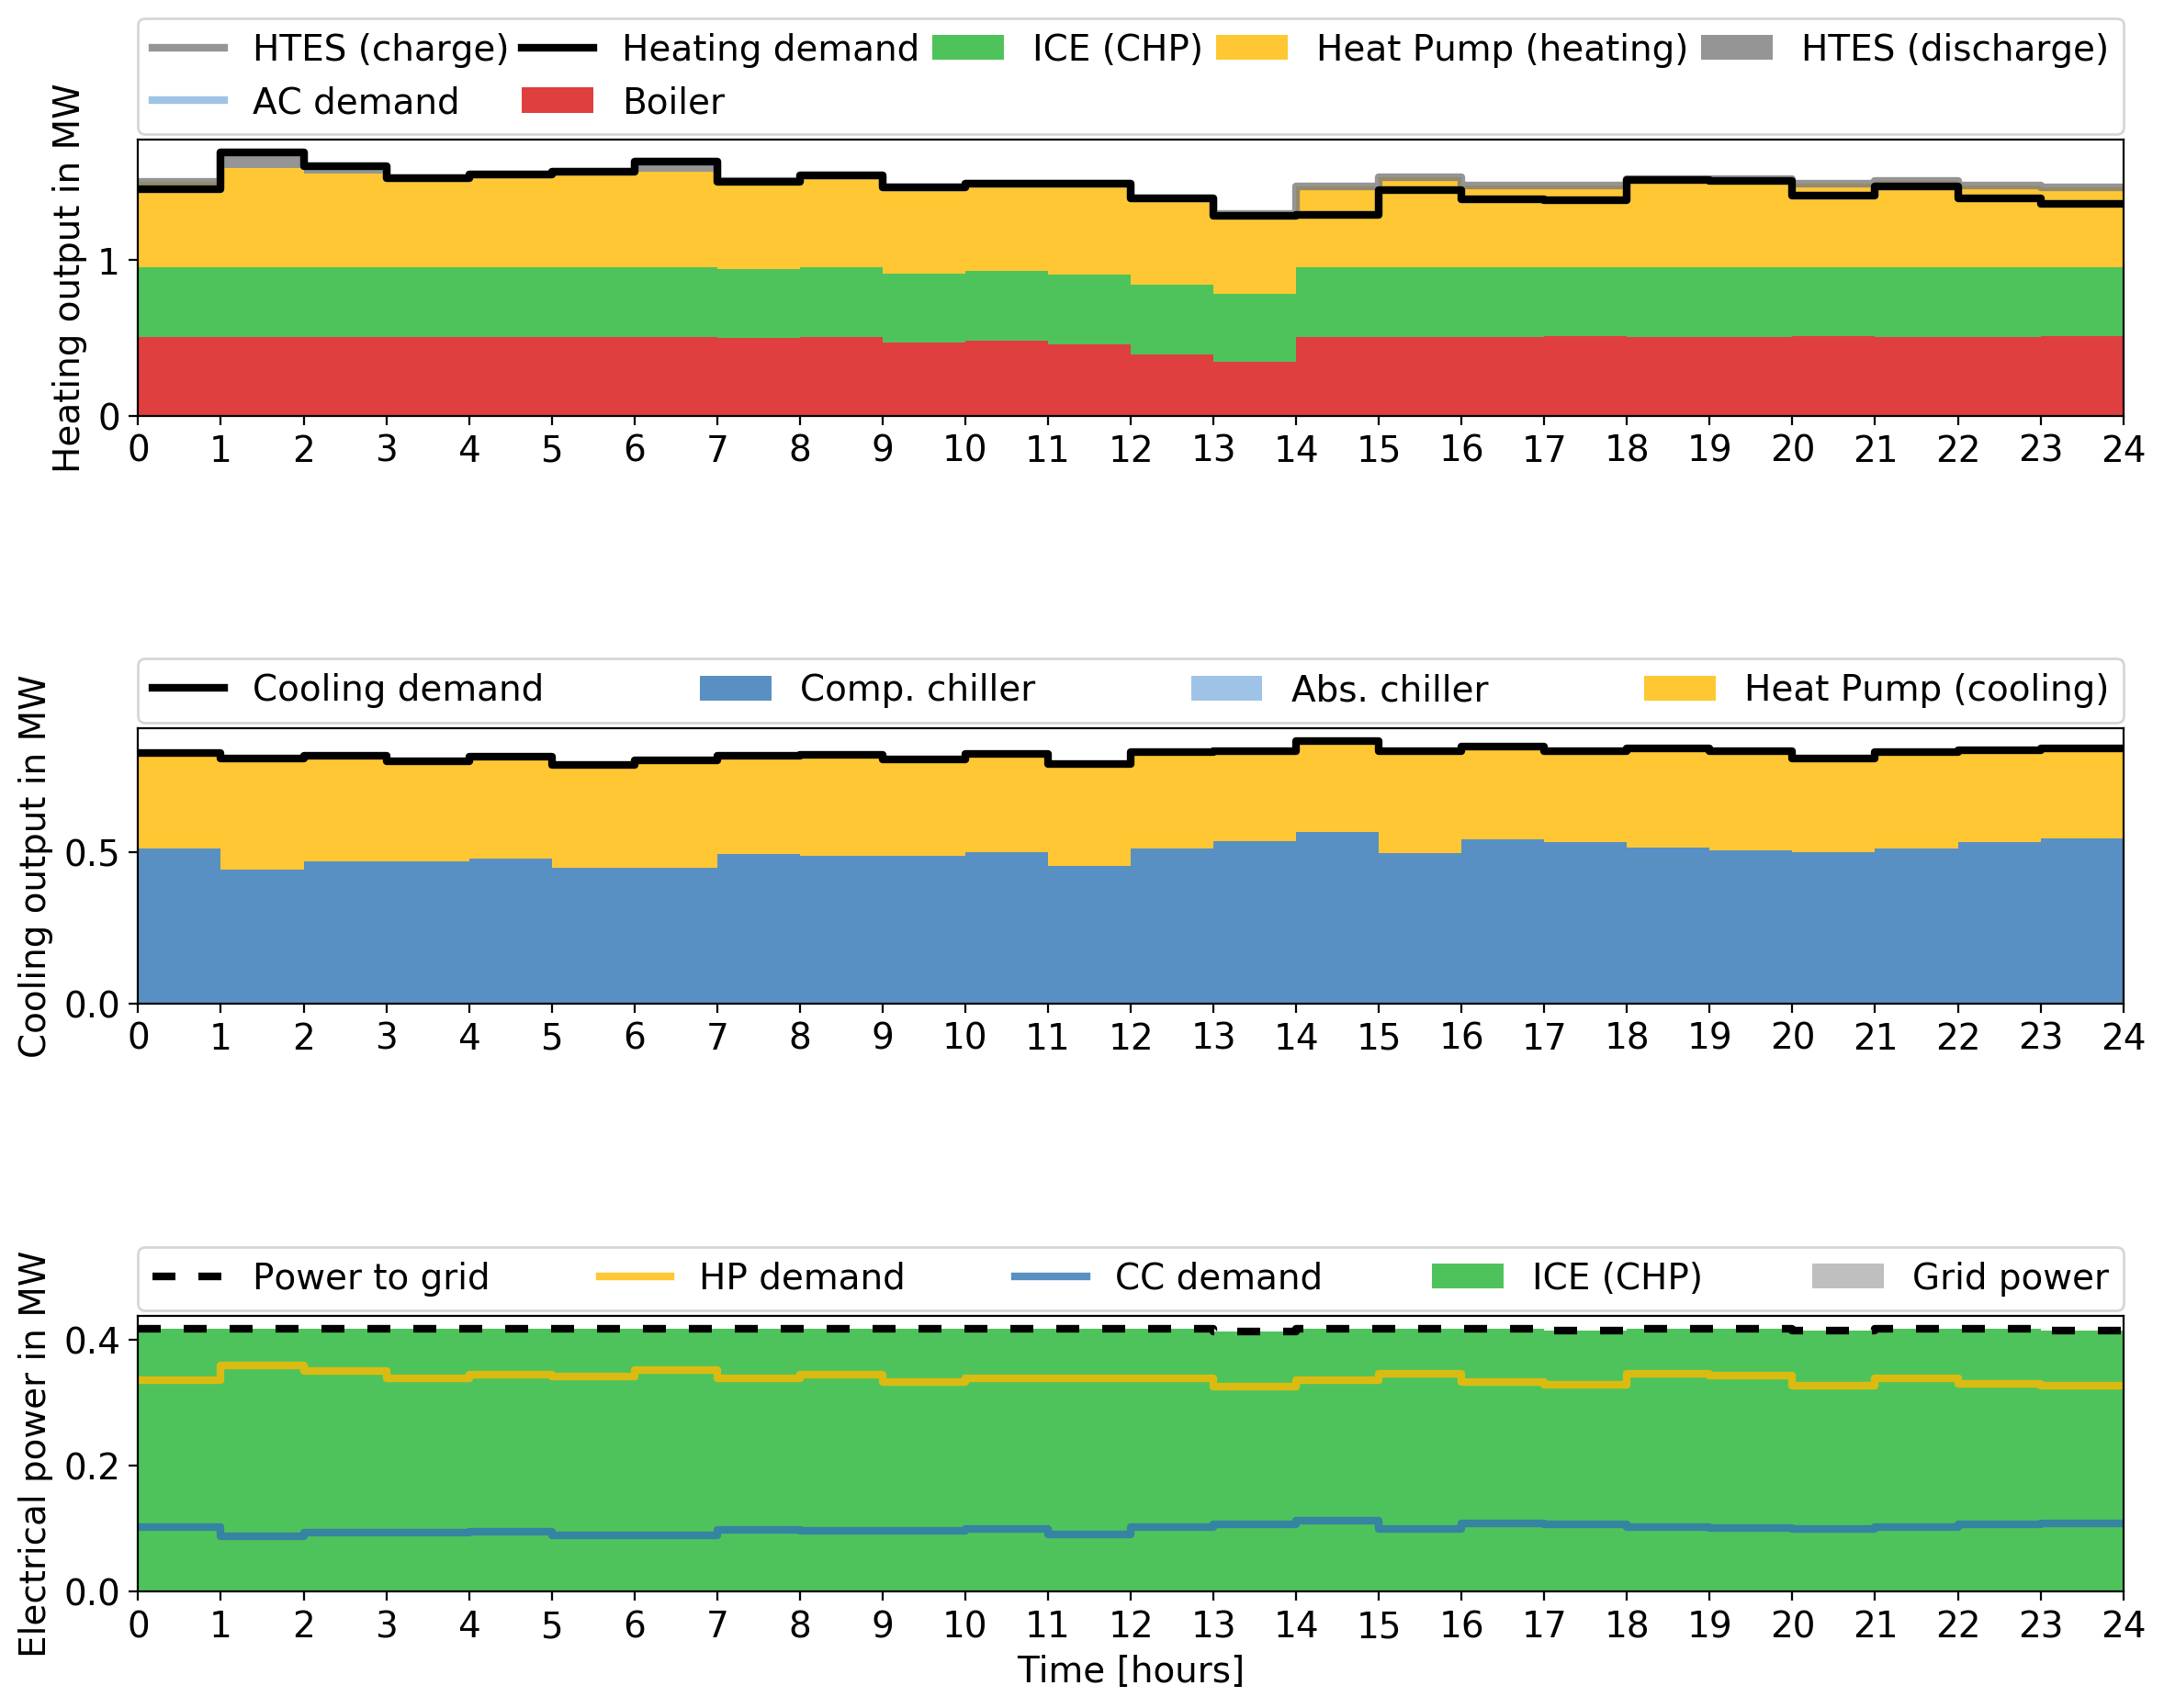 HTES (charge) Heating demand ICE (CHP) Heat Pump (heating) HTES (discharge)
AC demand Boiler
Heating output in MW
1
0
0 1 2 3 4 5 6 7 8 9 10 11 12 13 14 15 16 17 18 19 20 21 22 23 24
Cooling demand Comp. chiller Abs. chiller Heat Pump (cooling)
Cooling output in MW
0.5
0.0
0 1 2 3 4 5 6 7 8 9 10 11 12 13 14 15 16 17 18 19 20 21 22 23 24
Power to grid HP demand CC demand ICE (CHP) Grid power
Electrical power in MW
0.4
0.2
0.0
0 1 2 3 4 5 6 7 8 9 10 11 12 13 14 15 16 17 18 19 20 21 22 23 24
Time [hours]